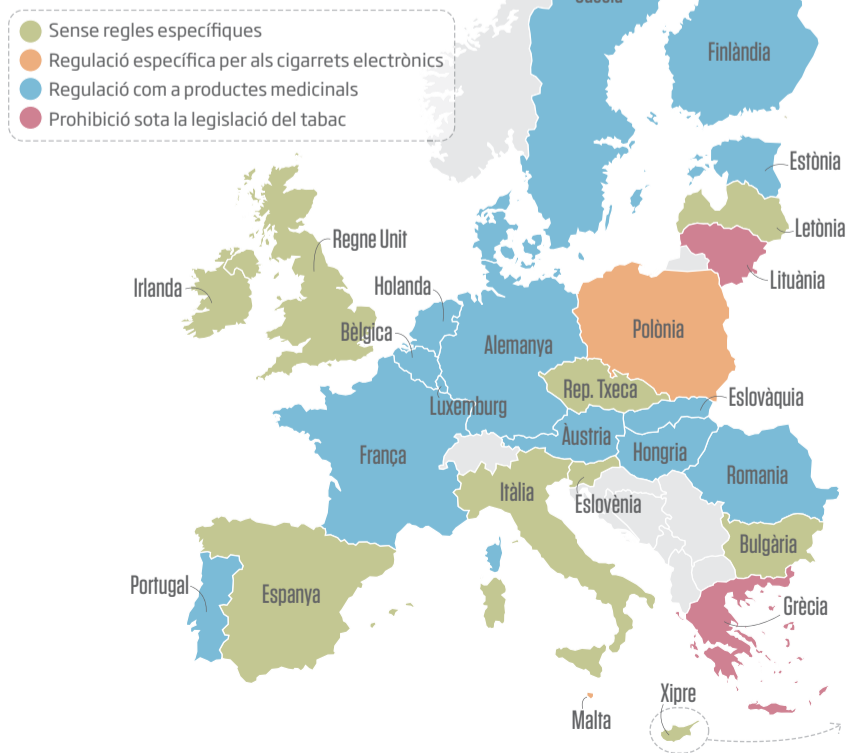 Sense regles específiques
Regulació específica per als cigarrets electrònics
Regulació com a productes medicinals
Prohibició sota la legislació del tabac
Finlàndia
Estònia
Letònia
Lituània
Regne Unit
Irlanda
Holanda
Bèlgica
Alemanya
Polònia
Rep. Txeca
Luxemburg
Eslovàquia
Àustria
França
Hongria
Romania
Itàlia
Eslovènia
Bulgària
Portugal
Espanya
Grècia
Xipre
Malta